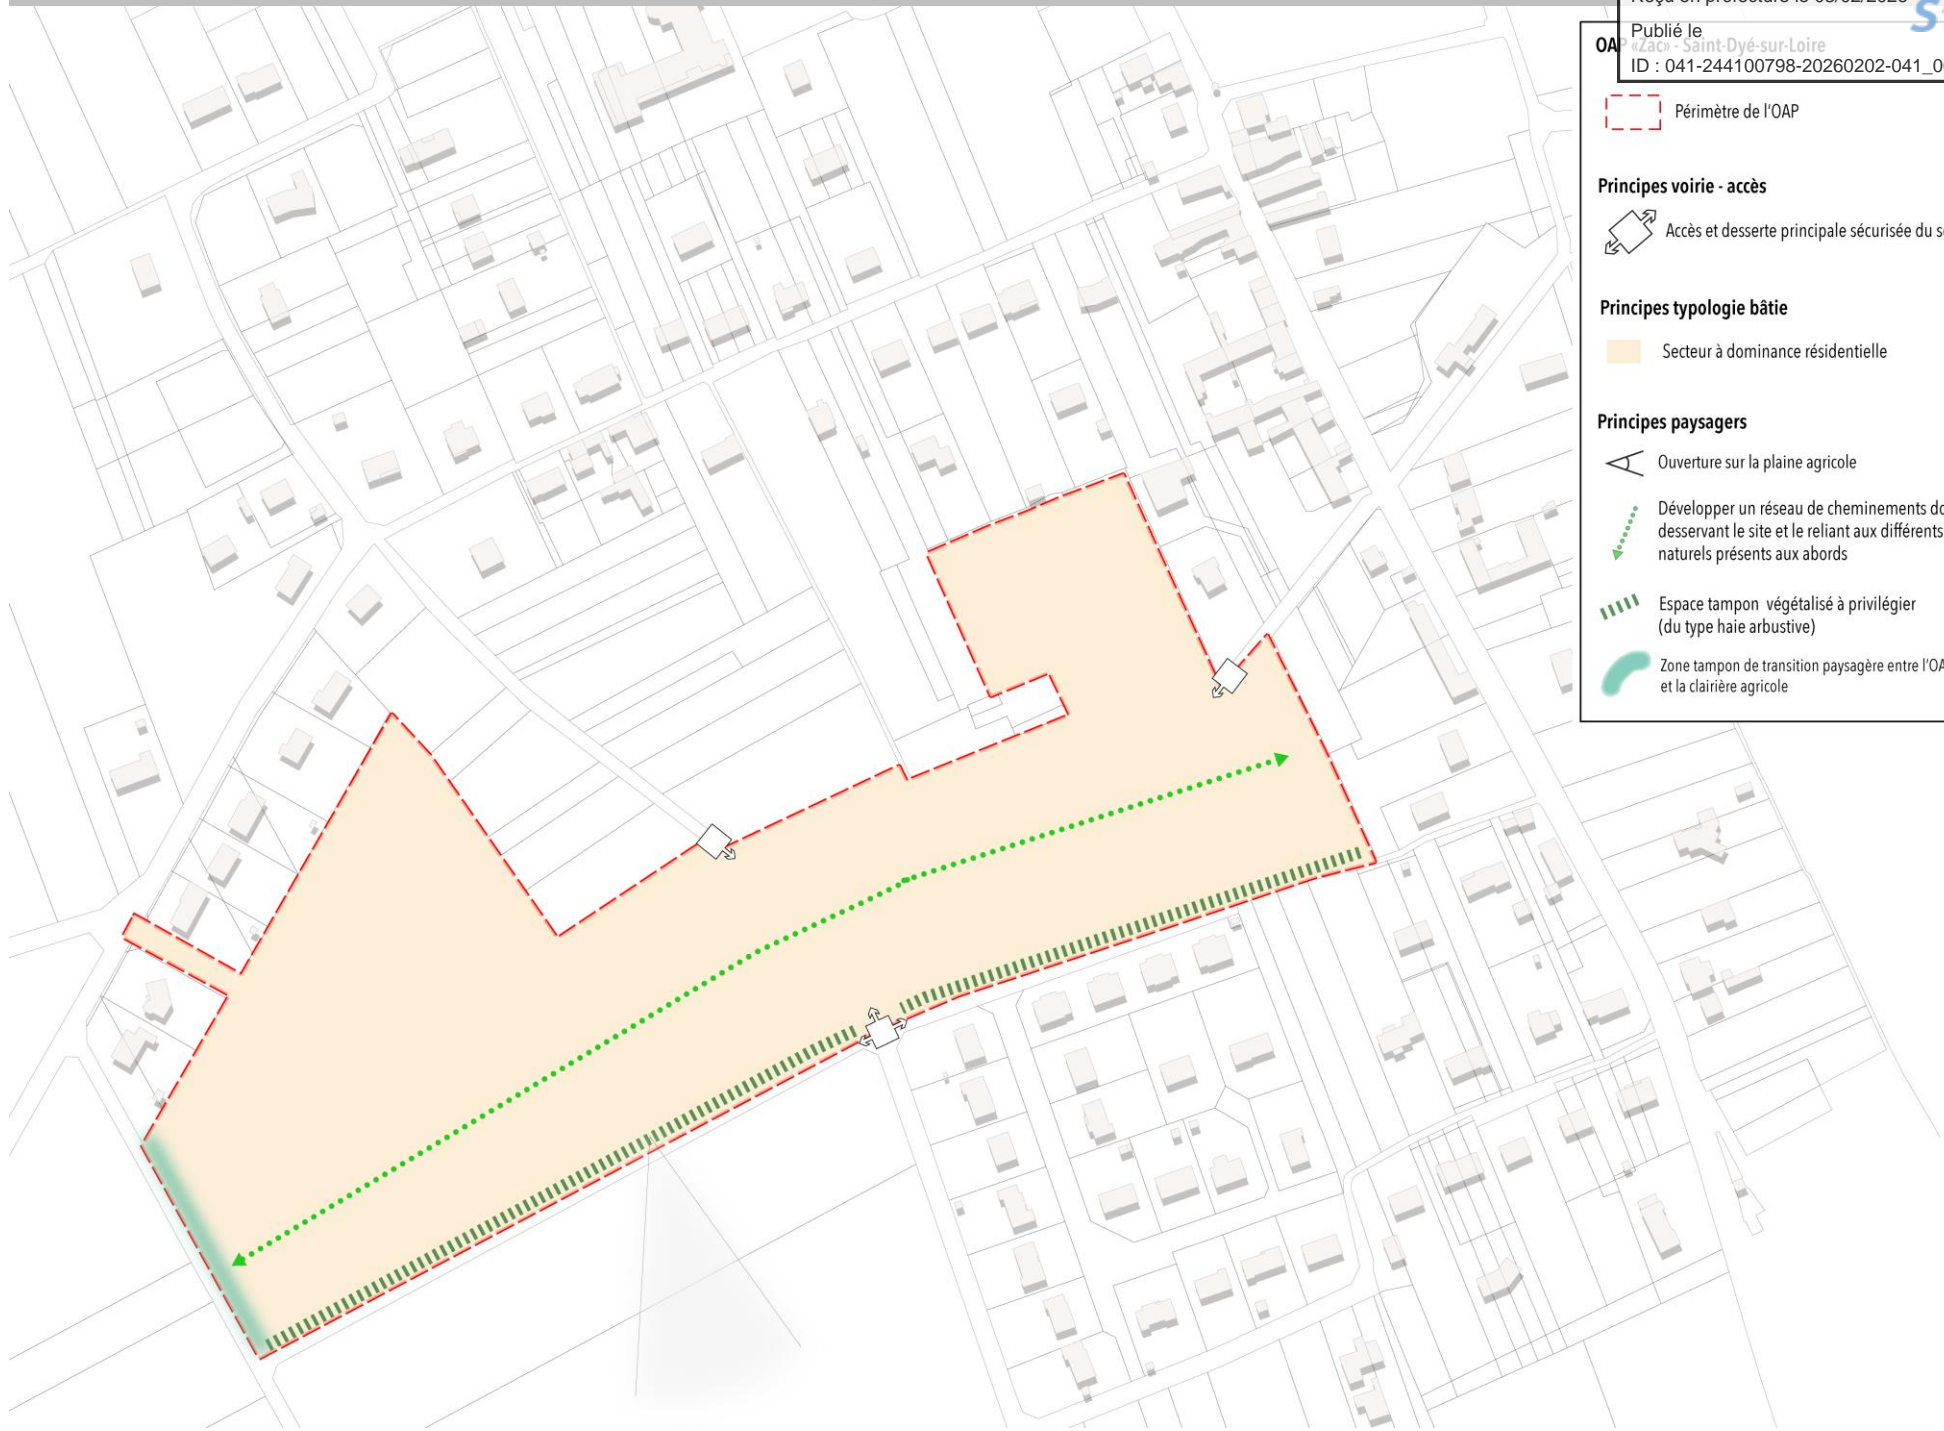 Publié le
OAP «Zac» - Saint-Dyé-sur-Loire
ID : 041-244100798-20260202-041_0
Périmètre de l'OAP
Principes voirie - accès
Accès et desserte principale sécurisée du
Principes typologie bâtie
Secteur à dominance résidentielle
Principes paysagers
Ouverture sur la plaine agricole
Développer un réseau de cheminements
desservant le site et le reliant aux différents
naturels présents aux abords
Espace tampon végétalisé à privilégier
(du type haie arbustive)
Zone tampon de transition paysagère entre
et la clairière agricole